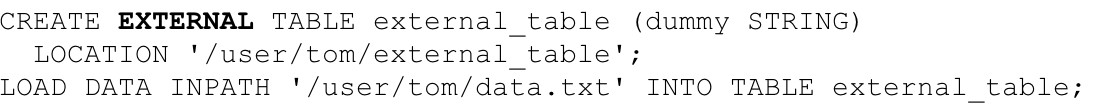 CREATE EXTERNAL TABLE external_table (dummy STRING)
  LOCATION '/user/tom/external_table';
LOAD DATA INPATH '/user/tom/data.txt' INTO TABLE external_table;